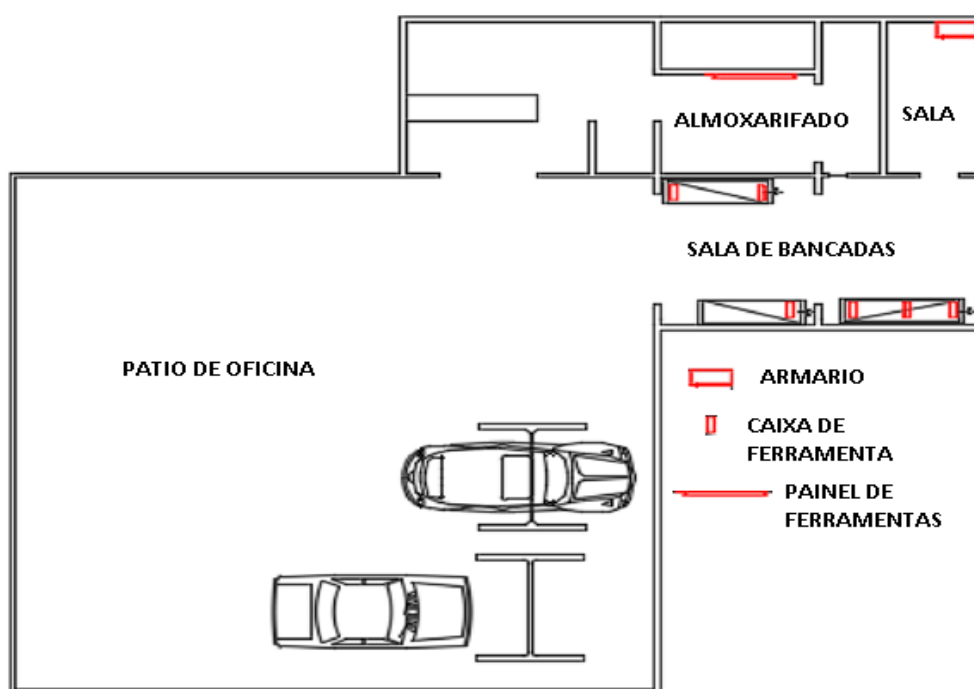 ALMOXARIFADO
SALA
SALA DE BANCADAS
PATIO DE OFICINA
ARMARIO
CAIXA DE
FERRAMENTA
PAINEL DE
FERRAMENTAS